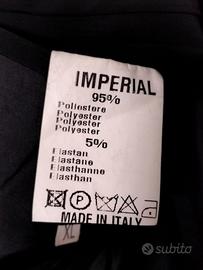 IMPERIAL
95%
Poliestere
Polyester
Polyester
Polyester
5%
Elastan
Elastane
Elasthanne
Elasthan
P
MADE IN ITALY
XL
subito